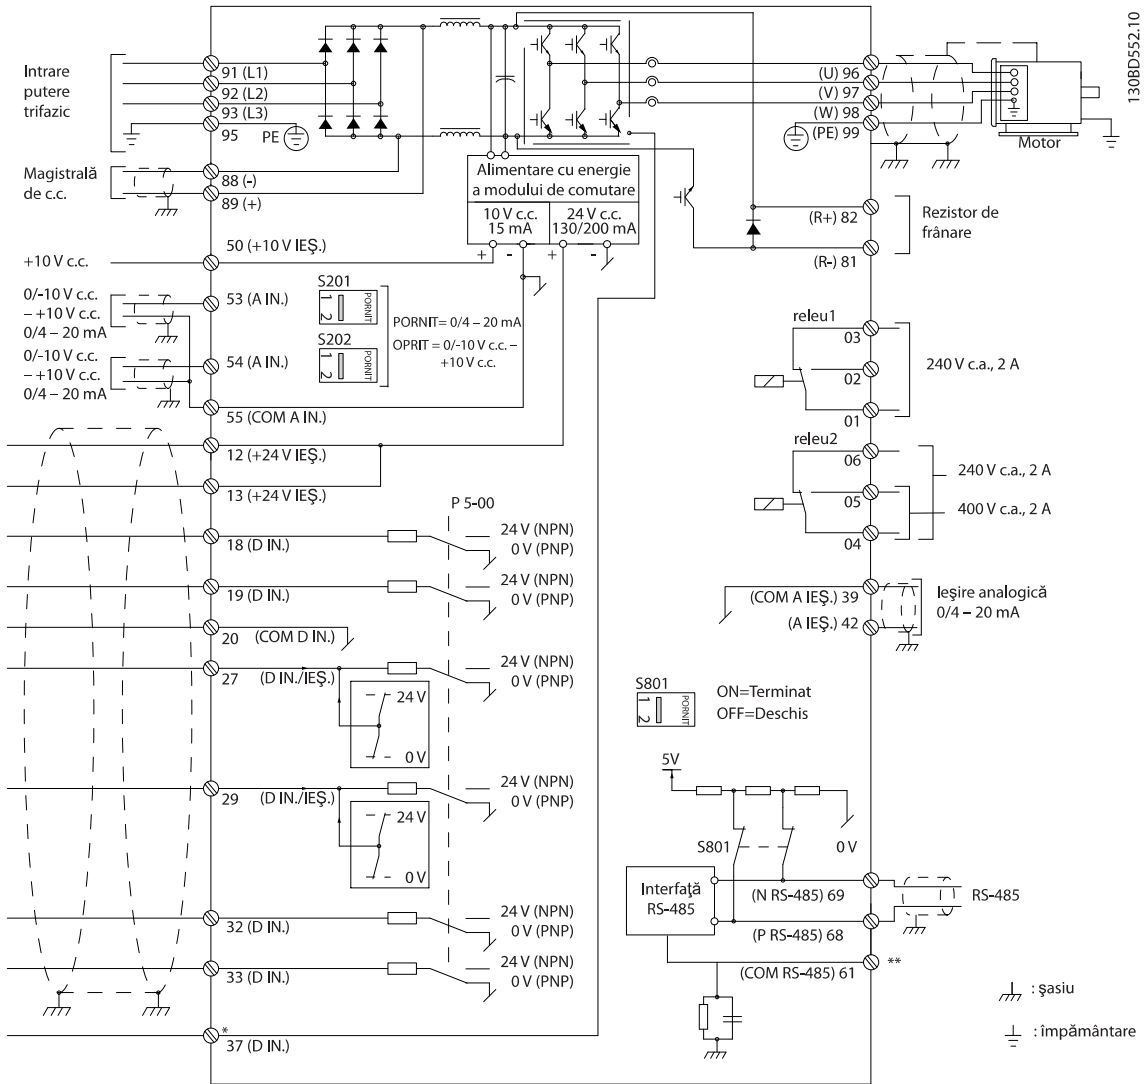 130BD552.10
Intrare
putere
trifazic
91 (L1)
92 (L2)
93 (L3)
95
PE
Magistrală
de c.c.
88 (-)
89 (+)
50 (+10 V IEŞ.)
+10 V c.c.
0/-10 V c.c.
– +10 V c.c.
0/4 – 20 mA
53 (A IN.)
0/-10 V c.c.
– +10 V c.c.
0/4 – 20 mA
54 (A IN.)
55 (COM A IN.)
12 (+24 V IEŞ.)
13 (+24 V IEŞ.)
18 (D IN.)
19 (D IN.)
20 (COM D IN.)
27 (D IN./IEŞ.)
24 V
0 V
29 (D IN./IEŞ.)
24 V
0 V
32 (D IN.)
33 (D IN.)
*
37 (D IN.)
Alimentare cu energie
a modului de comutare
10 V c.c.
15 mA
24 V c.c.
130/200 mA
+ - + -
S201
1 2
PORNIT
S202
1 2
PORNIT
PORNIT= 0/4 – 20 mA
OPRIT = 0/-10 V c.c. –
+10 V c.c.
P 5-00
24 V (NPN)
0 V (PNP)
24 V (NPN)
0 V (PNP)
24 V (NPN)
0 V (PNP)
24 V (NPN)
0 V (PNP)
24 V (NPN)
0 V (PNP)
24 V (NPN)
0 V (PNP)
(U) 96
(V) 97
(W) 98
(PE) 99
Motor
(R+) 82
(R-) 81
Rezistor de
frânare
releu1
03
02
01
240 V c.a., 2 A
releu2
06
05
04
240 V c.a., 2 A
400 V c.a., 2 A
(COM A IEŞ.) 39
(A IEŞ.) 42
Ieşire analogică
0/4 – 20 mA
S801
1 2
PORNIT
ON=Terminat
OFF=Deschis
5V
S801
0 V
Interfaţă
RS-485
(N RS-485) 69
(P RS-485) 68
(COM RS-485) 61
RS-485
**
: şasiu
: împământare